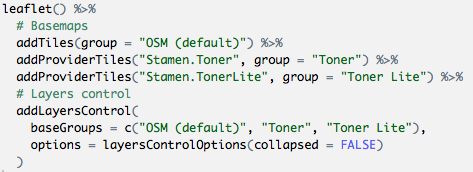 leaflet() %>%
  # Basemaps
  addTiles(group = "OSM (default)") %>%
  addProviderTiles("Stamen.Toner", group = "Toner") %>%
  addProviderTiles("Stamen.TonerLite", group = "Toner Lite") %>%
  # Layers control
  addLayersControl(
    baseGroups = c("OSM (default)", "Toner", "Toner Lite"),
    options = layersControlOptions(collapsed = FALSE)
  )